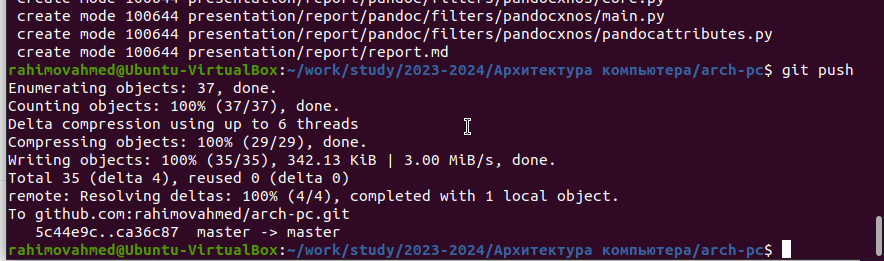 create mode 100644 presentation/report/pandoc/filters/pandocxnos/core.py
create mode 100644 presentation/report/pandoc/filters/pandocxnos/main.py
create mode 100644 presentation/report/pandoc/filters/pandocxnos/pandocattributes.py
create mode 100644 presentation/report/report.md
rahimovahmed@Ubuntu-VirtualBox:~/work/study/2023-2024/Архитектура компьютера/arch-pc$ git push
Enumerating objects: 37, done.
Counting objects: 100% (37/37), done.
Delta compression using up to 6 threads
Compressing objects: 100% (29/29), done.
Writing objects: 100% (35/35), 342.13 KiB | 3.00 MiB/s, done.
Total 35 (delta 4), reused 0 (delta 0)
remote: Resolving deltas: 100% (4/4), completed with 1 local object.
To github.com:rahimovahmed/arch-pc.git
5c44e9c..ca36c87  master -> master
rahimovahmed@Ubuntu-VirtualBox:~/work/study/2023-2024/Архитектура компьютера/arch-pc$